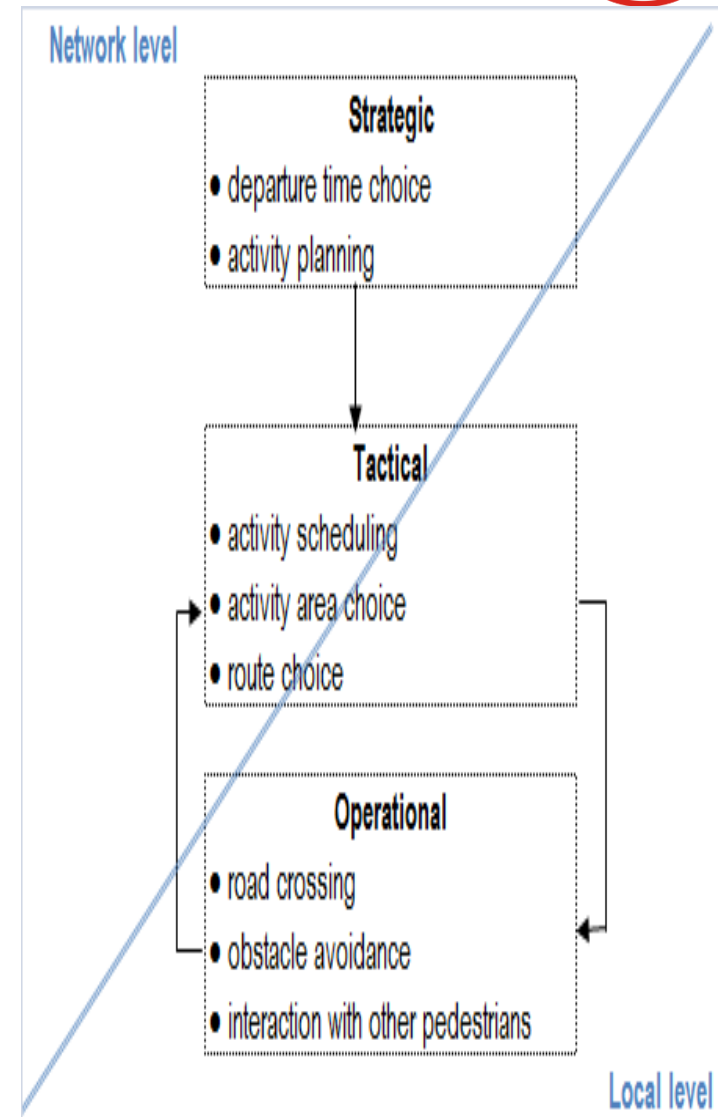 Network level
Strategic
• departure time choice
• activity planning
Tactical
• activity scheduling
• activity area choice
• route choice
Operational
• road crossing
• obstacle avoidance
• interaction with other pedestrians
Local level